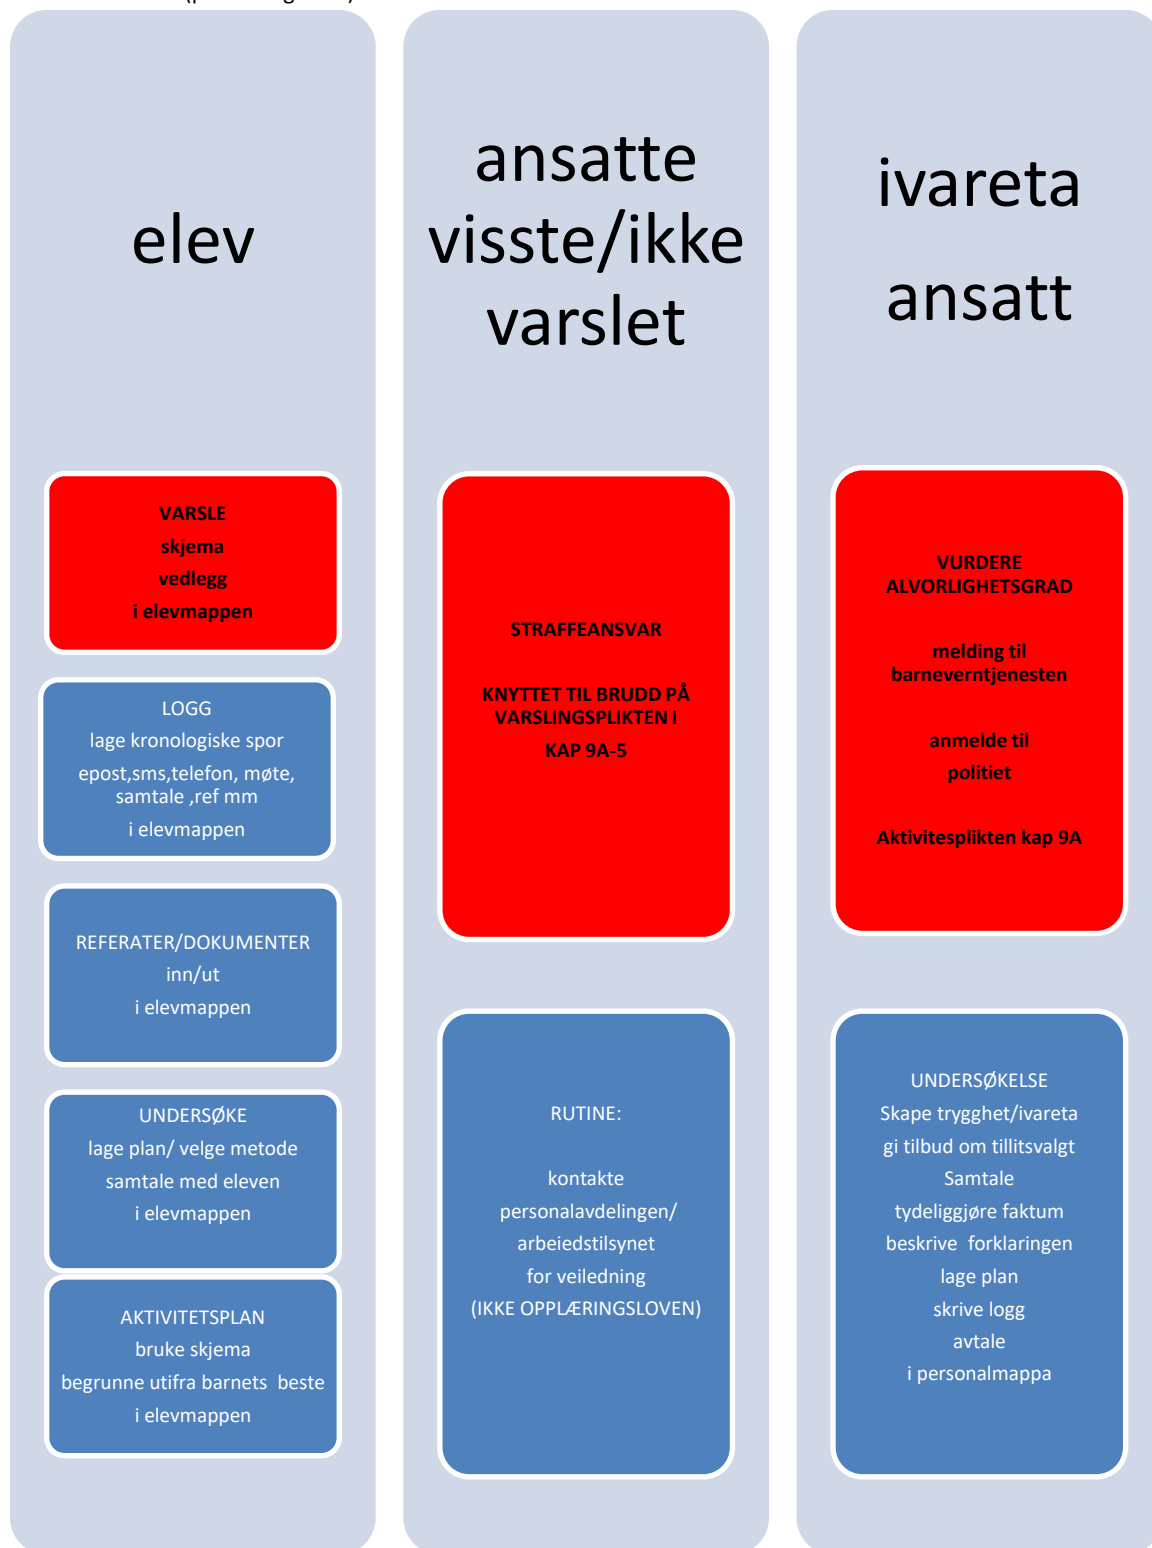 elev
VARSLE
skjema
vedlegg
i elevmappen
LOGG
lage kronologiske spor
epost,sms,telefon, møte,
samtale ,ref mm
i elevmappen
REFERATER/DOKUMENTER
inn/ut
i elevmappen
UNDERSØKE
lage plan/ velge metode
samtale med eleven
i elevmappen
AKTIVITETSPLAN
bruke skjema
begrunne utifra barnets  beste
i elevmappen
ansatte
visste/ikke
varslet
STRAFFEANSVAR
KNYTTET TIL BRUDD PÅ
VARSLINGSPLIKTEN I
KAP 9A-5
RUTINE:
kontakte
personalavdelingen/
arbeiedstilsynet
for veiledning
(IKKE OPPLÆRINGSLOVEN)
ivareta
ansatt
VURDERE
ALVORLIGHETSGRAD
melding til
barneverntjenesten
anmelde til
politiet
Aktivitesplikten kap 9A
UNDERSØKELSE
Skape trygghet/ivareta
gi tilbud om tillitsvalgt
Samtale
tydeliggjøre faktum
beskrive  forklaringen
lage plan
skrive logg
avtale
i personalmappa